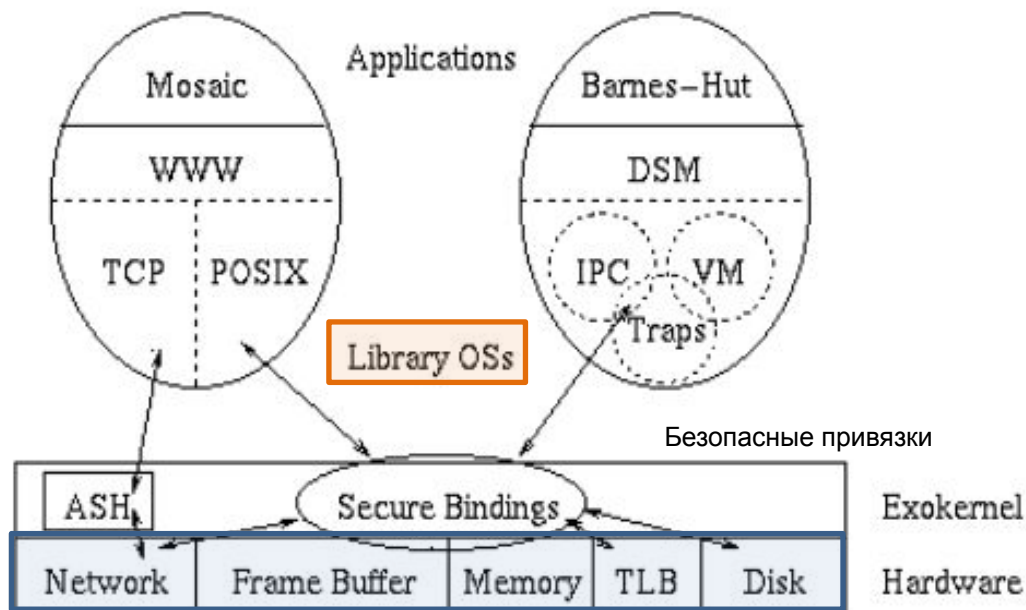 Applications
Mosaic
Barnes-Hut
WWW
DSM
TCP
POSIX
IPC
VM
Traps
Library OSs
Безопасные привязки
ASH
Secure Bindings
Exokernel
Network
Frame Buffer
Memory
TLB
Disk
Hardware